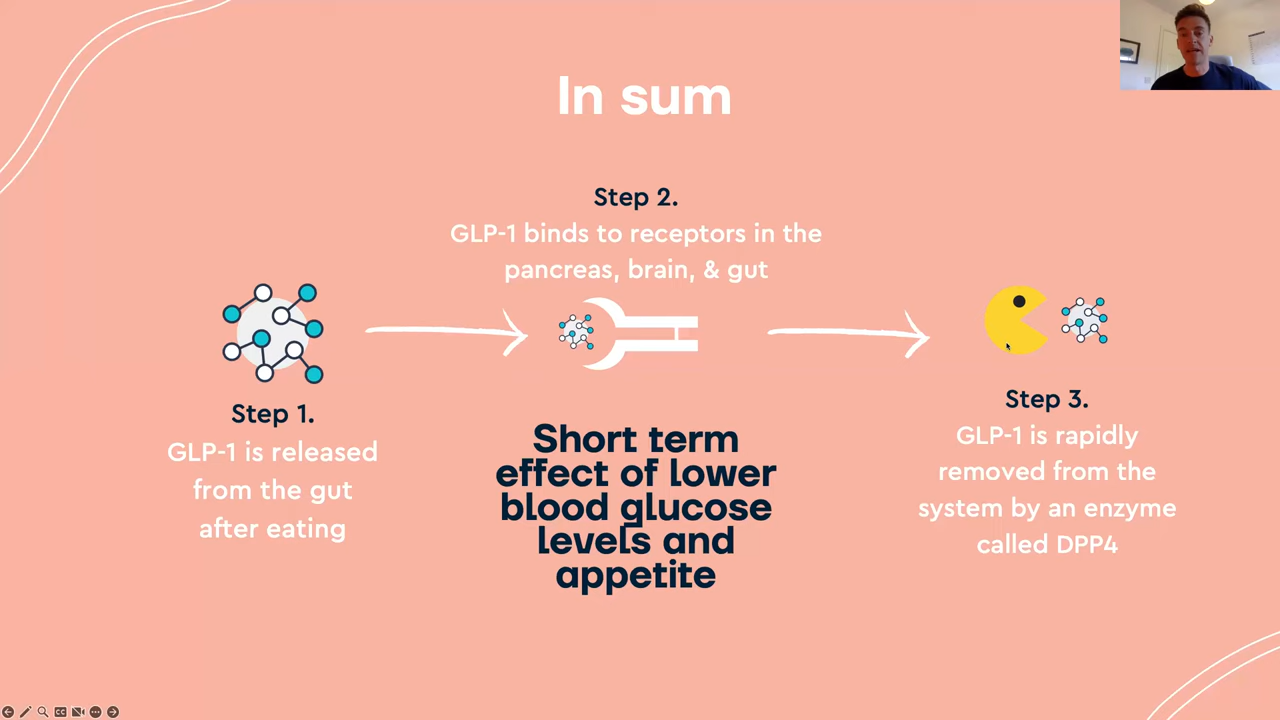 In sum
Step 2.
GLP-1 binds to receptors in the
pancreas, brain, & gut
Step 1.
GLP-1 is released
from the gut
after eating
Short term
effect of lower
blood glucose
levels and
appetite
Step 3.
GLP-1 is rapidly
removed from the
system by an enzyme
called DPP4
CC